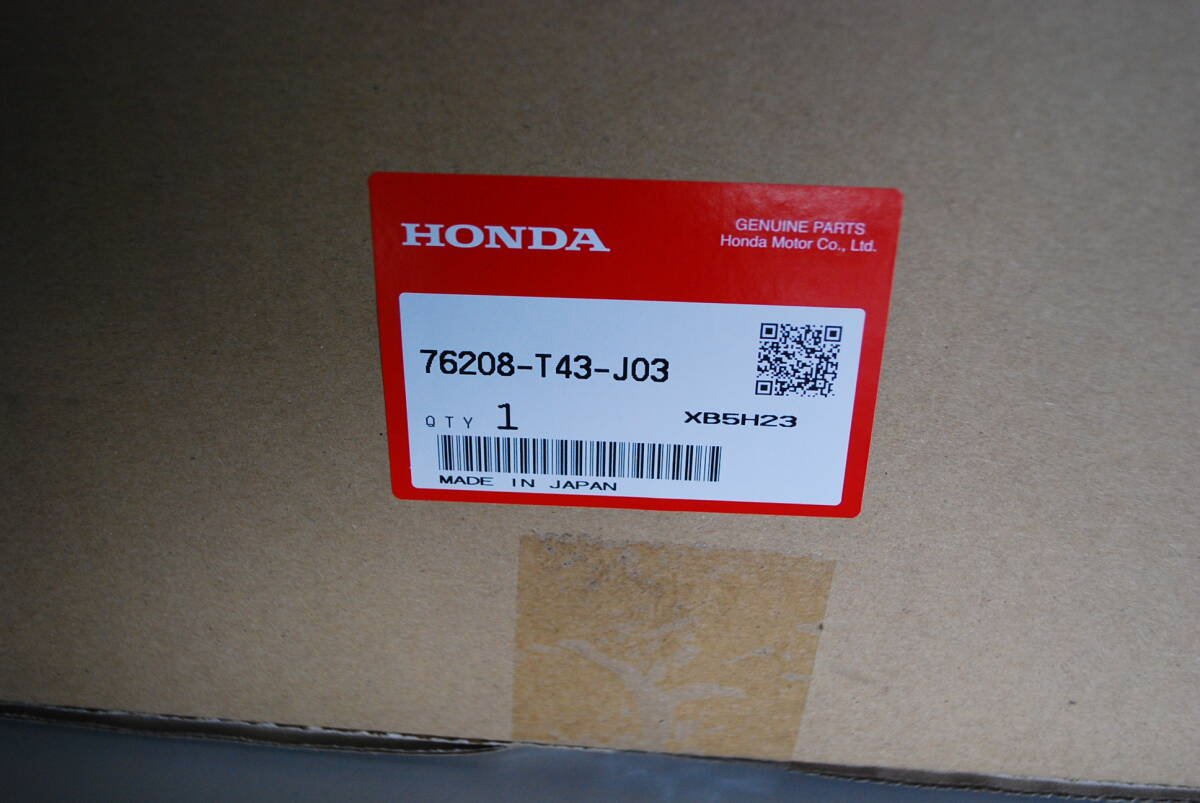 HONDA
GENUINE PARTS
Honda Motor Co., Ltd.
76208-T43-J03
QTY 1
XB5H23
MADE IN JAPAN